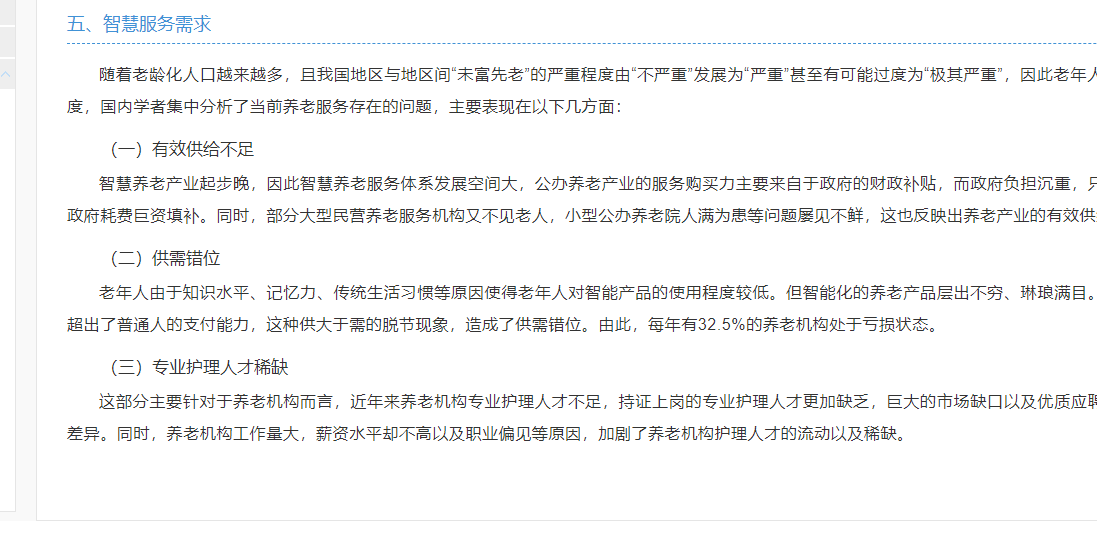 五、智慧服务需求
随着老龄化人口越来越多，且我国地区与地区间“未富先老”的严重程度由“不严重”发展为“严重”甚至有可能过度为“极其严重”，因此老年人
度，国内学者集中分析了当前养老服务存在的问题，主要表现在以下几方面：
（一）有效供给不足
智慧养老产业起步晚，因此智慧养老服务体系发展空间大，公办养老产业的服务购买力主要来自于政府的财政补贴，而政府负担沉重，只
政府耗费巨资填补。同时，部分大型民营养老服务机构又不见老人，小型公办养老院人满为患等问题屡见不鲜，这也反映出养老产业的有效供
（二）供需错位
老年人由于知识水平、记忆力、传统生活习惯等原因使得老年人对智能产品的使用程度较低。但智能化的养老产品层出不穷、琳琅满目。
超出了普通人的支付能力，这种供大于需的脱节现象，造成了供需错位。由此，每年有32.5%的养老机构处于亏损状态。
（三）专业护理人才稀缺
这部分主要针对于养老机构而言，近年来养老机构专业护理人才不足，持证上岗的专业护理人才更加缺乏，巨大的市场缺口以及优质应聘
差异。同时，养老机构工作量大，薪资水平却不高以及职业偏见等原因，加剧了养老机构护理人才的流动以及稀缺。